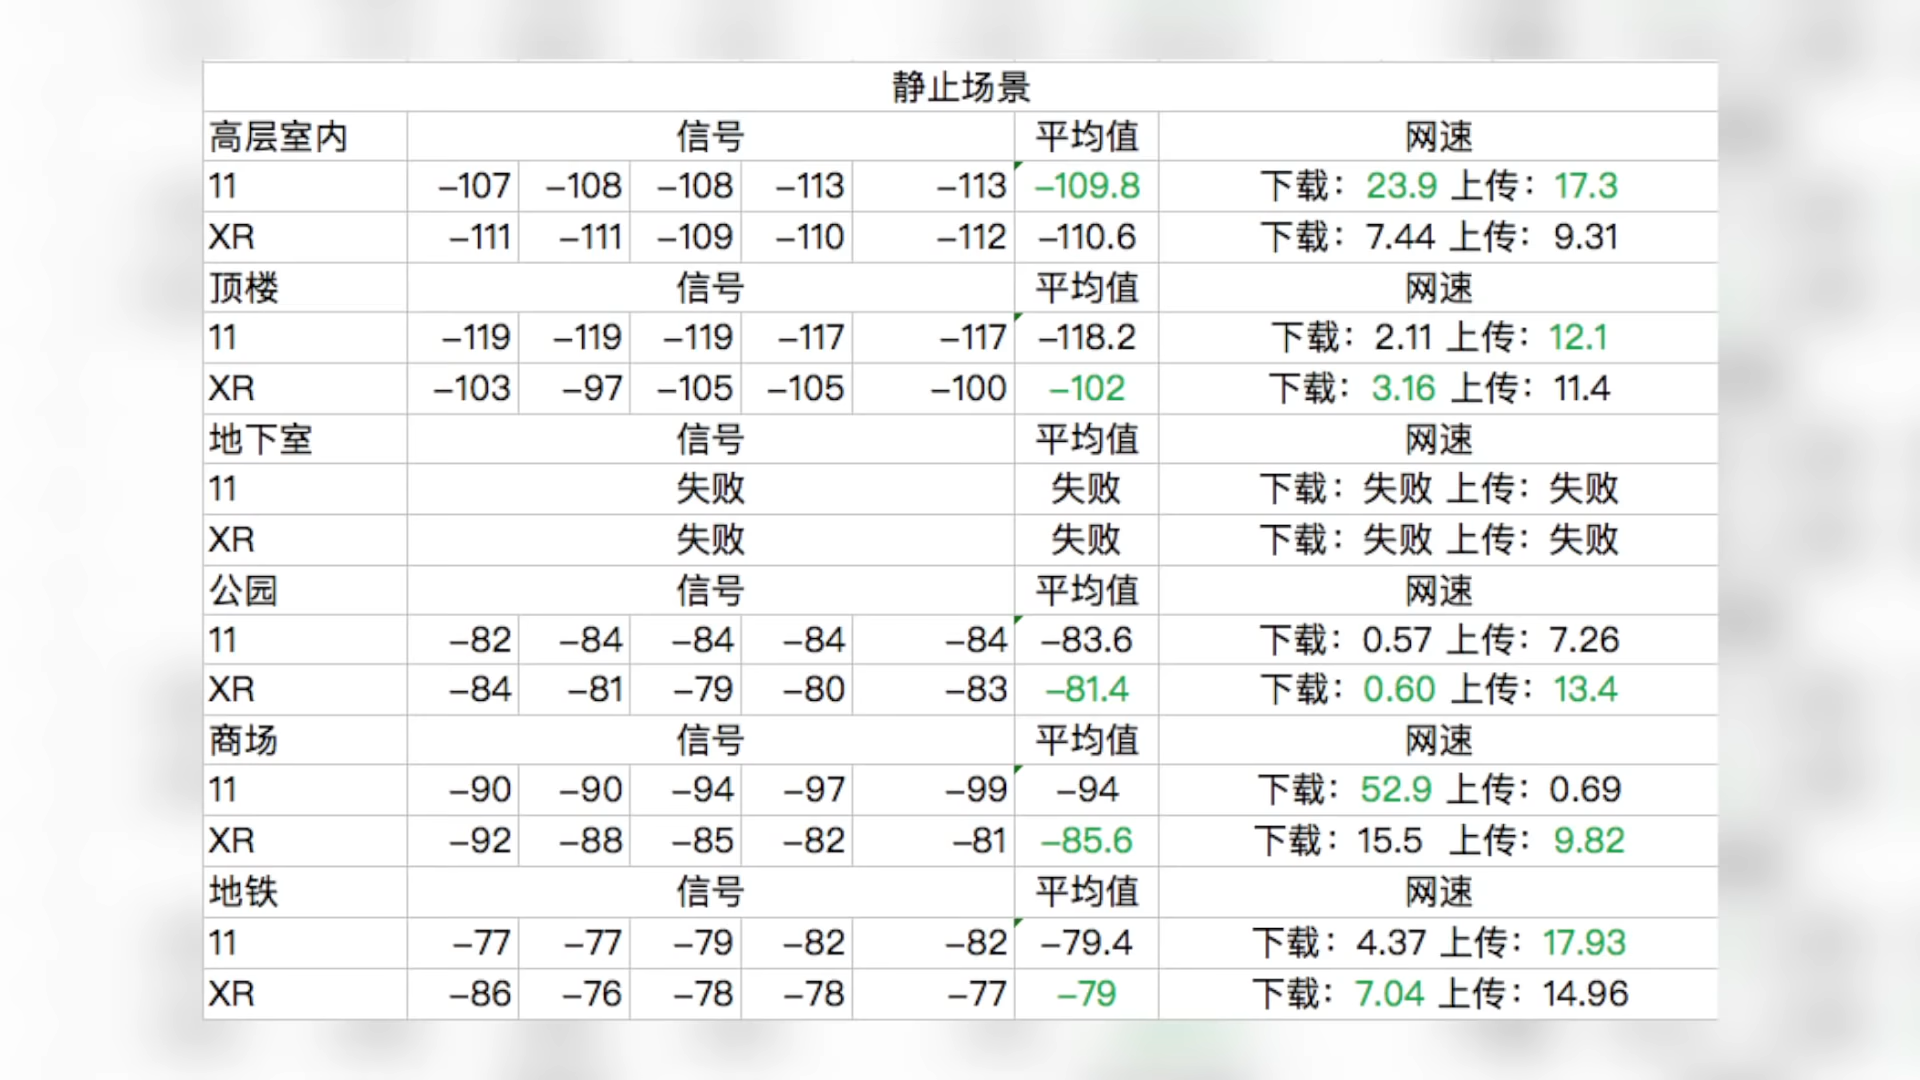 静止场景
高层室内 信号 平均值 网速
11 –107 –108 –108 –113 –113 –109.8 下载：23.9 上传：17.3
XR –111 –111 –109 –110 –112 –110.6 下载：7.44 上传：9.31
顶楼 信号 平均值 网速
11 –119 –119 –119 –117 –117 –118.2 下载：2.11 上传：12.1
XR –103 –97 –105 –105 –100 –102 下载：3.16 上传：11.4
地下室 信号 平均值 网速
11 失败 失败 下载：失败 上传：失败
XR 失败 失败 下载：失败 上传：失败
公园 信号 平均值 网速
11 –82 –84 –84 –84 –84 –83.6 下载：0.57 上传：7.26
XR –84 –81 –79 –80 –83 –81.4 下载：0.60 上传：13.4
商场 信号 平均值 网速
11 –90 –90 –94 –97 –99 –94 下载：52.9 上传：0.69
XR –92 –88 –85 –82 –81 –85.6 下载：15.5 上传：9.82
地铁 信号 平均值 网速
11 –77 –77 –79 –82 –82 –79.4 下载：4.37 上传：17.93
XR –86 –76 –78 –78 –77 –79 下载：7.04 上传：14.96